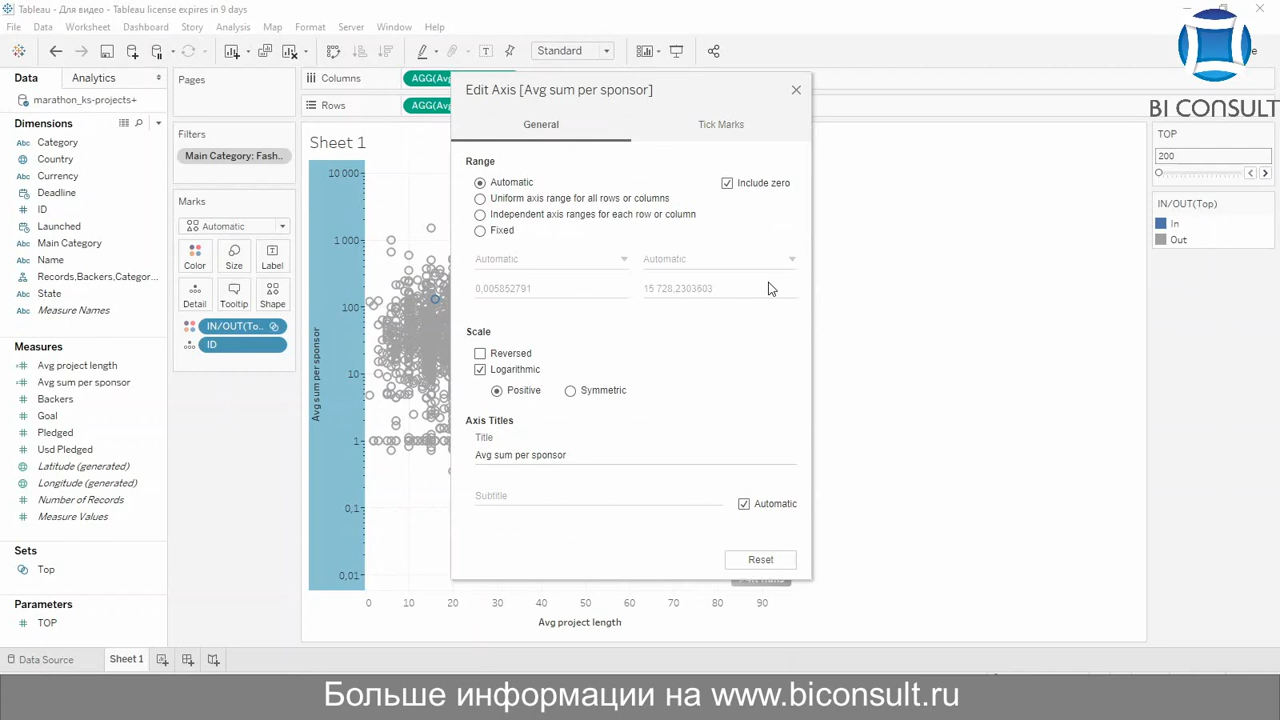 Tableau - Для видео - Tableau license expires in 9 days
File Data Worksheet Dashboard Story Analysis Map Format Server Window Help
Standard
BI CONSULT
Data Analytics
marathon_ks-projects+
Dimensions
Category
Country
Currency
Deadline
ID
Launched
Main Category
Name
Records,Backers,Categor...
State
Measure Names
Measures
Avg project length
Avg sum per sponsor
Backers
Goal
Pledged
Usd Pledged
Latitude (generated)
Longitude (generated)
Number of Records
Measure Values
Sets
Top
Parameters
TOP
Pages
Filters
Main Category: Fash..
Marks
Automatic
Color Size Label
Detail Tooltip Shape
IN/OUT(To..
ID
Columns
Rows
Sheet 1
Avg sum per sponsor
10 000
1 000
100
10
1
0,1
0,01
0 10 20 30 40 50 60 70 80 90
Avg project length
Edit Axis [Avg sum per sponsor]
General Tick Marks
Range
Automatic
Include zero
Uniform axis range for all rows or columns
Independent axis ranges for each row or column
Fixed
Automatic Automatic
0,005852791 15 728,2303603
Scale
Reversed
Logarithmic
Positive Symmetric
Axis Titles
Title
Avg sum per sponsor
Subtitle
Automatic
Reset
TOP
200
IN/OUT(Top)
In
Out
Data Source Sheet 1
Больше информации на www.biconsult.ru